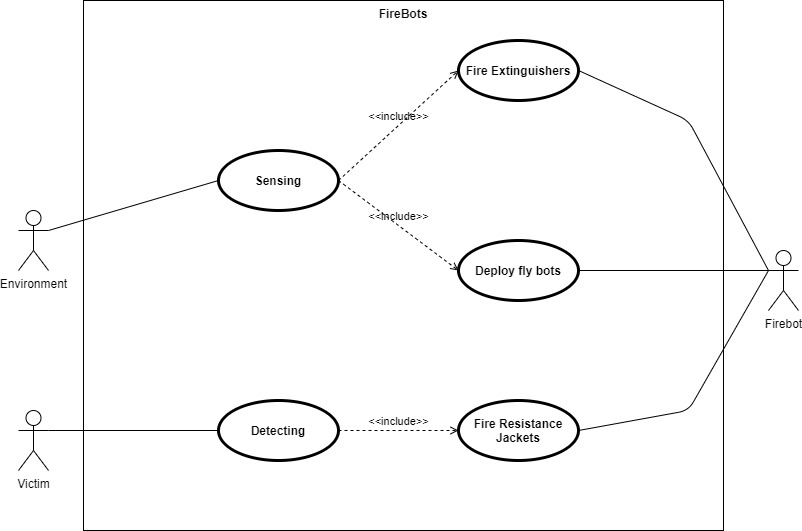 FireBots
Fire Extinguishers
<<include>>
Sensing
<<include>>
Deploy fly bots
Environment
Firebot
<<include>>
Fire Resistance
Jackets
Detecting
Victim